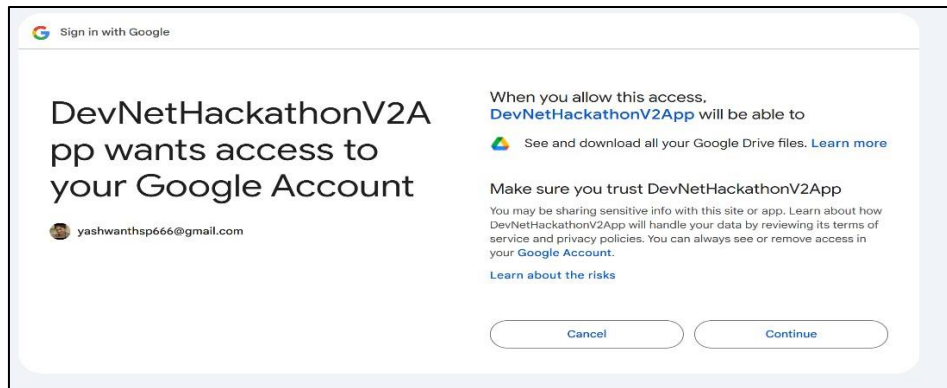 Sign in with Google
DevNetHackathonV2A
pp wants access to
your Google Account
yashwanthsp666@gmail.com
When you allow this access,
DevNetHackathonV2App will be able to
See and download all your Google Drive files. Learn more
Make sure you trust DevNetHackathonV2App
You may be sharing sensitive info with this site or app. Learn about how
DevNetHackathonV2App will handle your data by reviewing its terms of
service and privacy policies. You can always see or remove access in
your Google Account.
Learn about the risks
Cancel
Continue